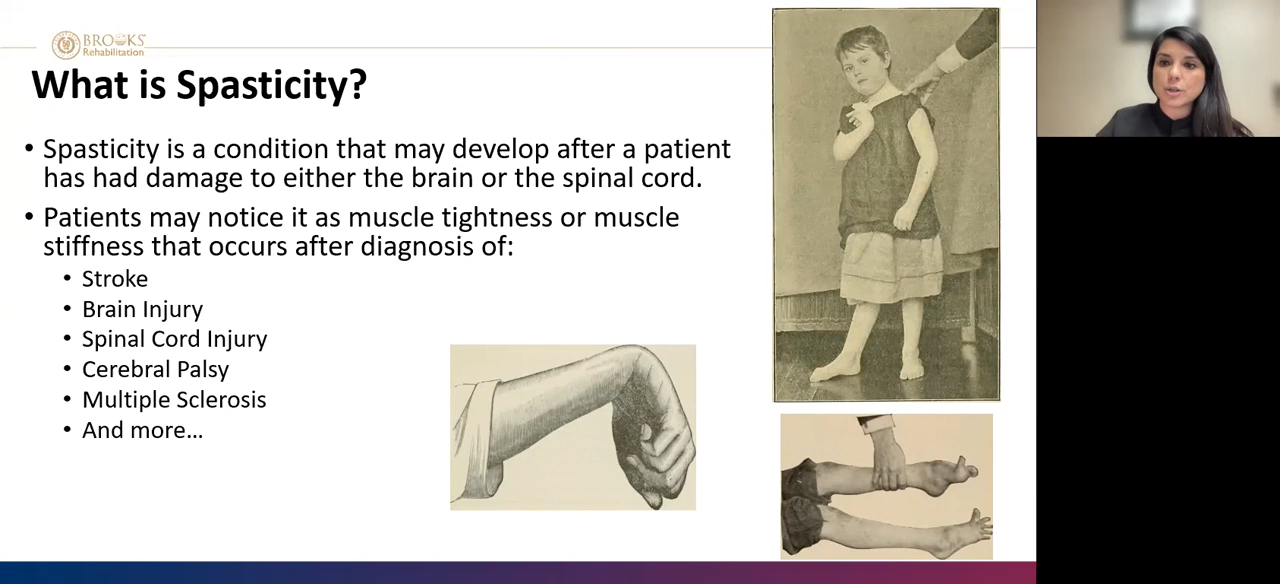 BROOKS
Rehabilitation
What is Spasticity?
• Spasticity is a condition that may develop after a patient
has had damage to either the brain or the spinal cord.
• Patients may notice it as muscle tightness or muscle
stiffness that occurs after diagnosis of:
• Stroke
• Brain Injury
• Spinal Cord Injury
• Cerebral Palsy
• Multiple Sclerosis
• And more…